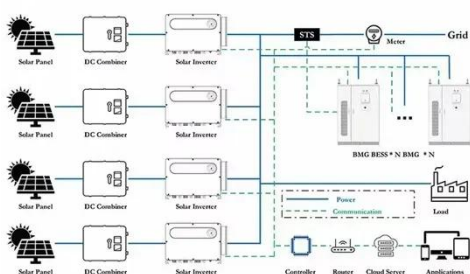 STS
Meter
Grid
Solar Panel
DC Combiner
Solar Inverter
Solar Panel
DC Combiner
Solar Inverter
BMG BESS * N BMG * N
Solar Panel
DC Combiner
Solar Inverter
Power
Communication
Load
Solar Panel
DC Combiner
Solar Inverter
Controller
Router
Cloud Server
Applications